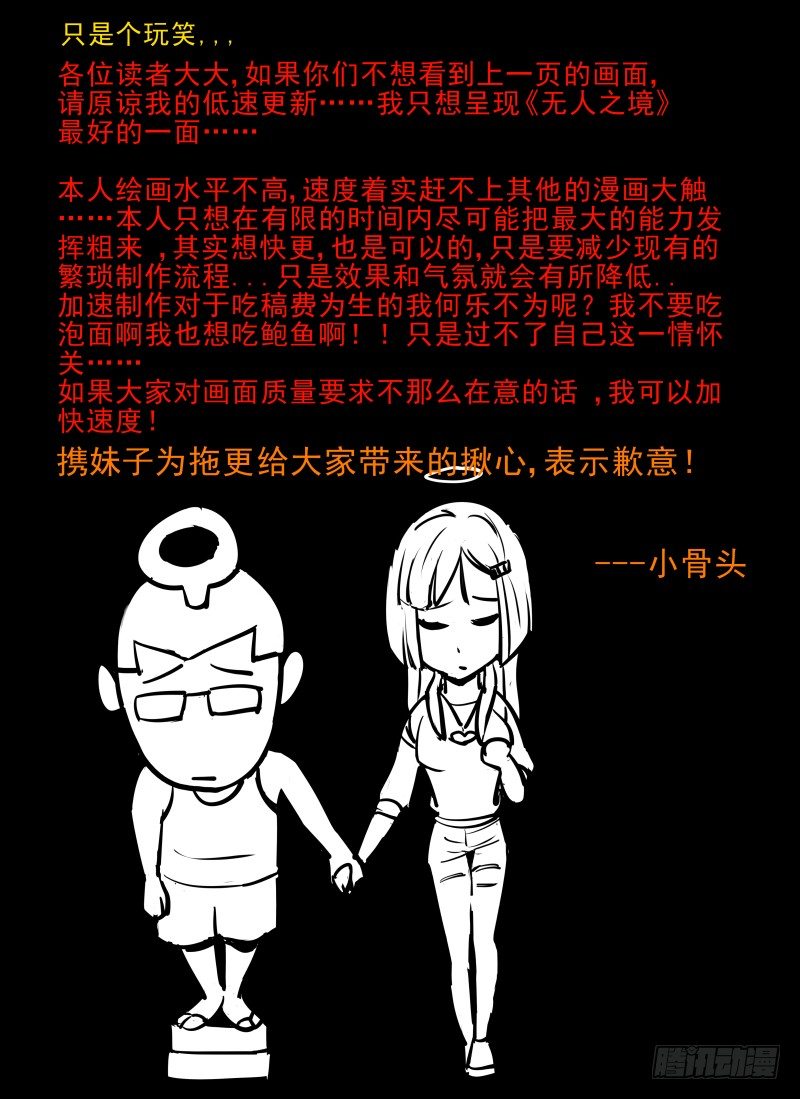 只是个玩笑,,,
各位读者大大,如果你们不想看到上一页的画面,
请原谅我的低速更新……我只想呈现《无人之境》
最好的一面……
本人绘画水平不高,速度着实赶不上其他的漫画大触
……本人只想在有限的时间内尽可能把最大的能力发
挥粗来 ,其实想快更,也是可以的,只是要减少现有的
繁琐制作流程...只是效果和气氛就会有所降低..
加速制作对于吃稿费为生的我何乐不为呢? 我不要吃
泡面啊我也想吃鲍鱼啊!! 只是过不了自己这一情怀
关……
如果大家对画面质量要求不那么在意的话 ,我可以加
快速度!
携妹子为拖更给大家带来的揪心,表示歉意!
---小骨头
腾讯动漫